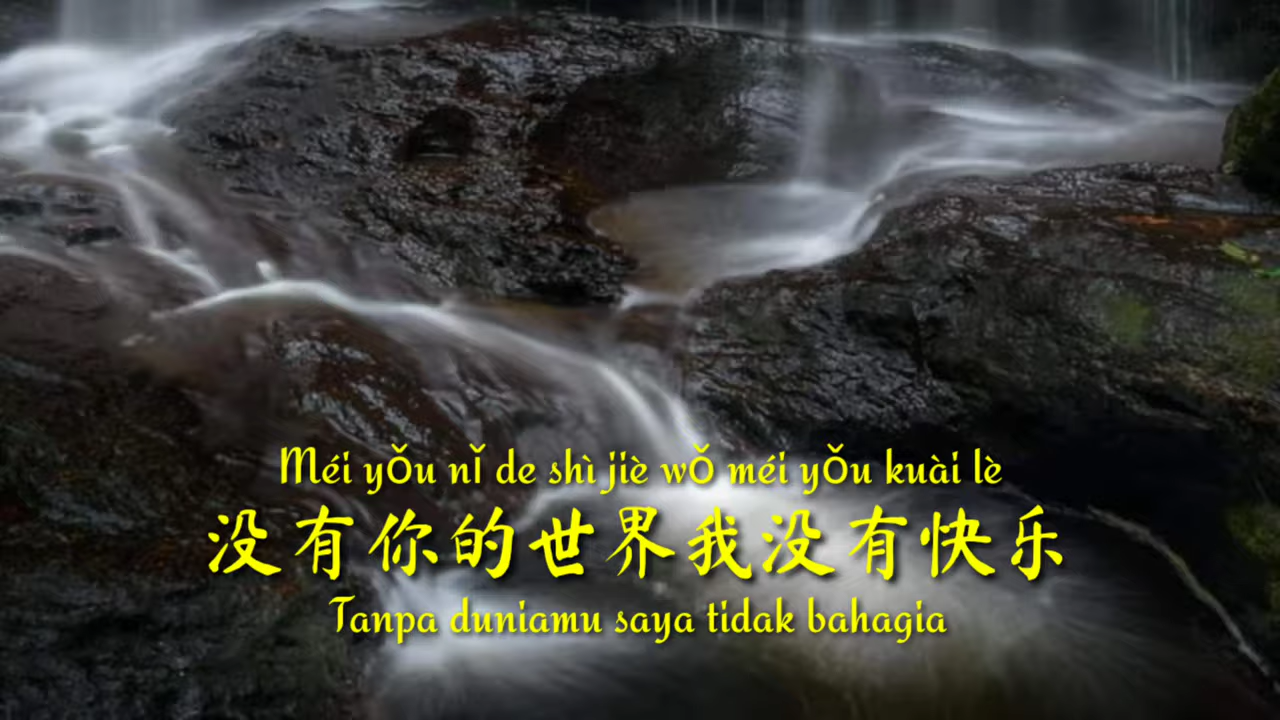 Méi yǒu nǐ de shì jiè wǒ méi yǒu kuài lè
没有你的世界我没有快乐
Tanpa duniamu saya tidak bahagia